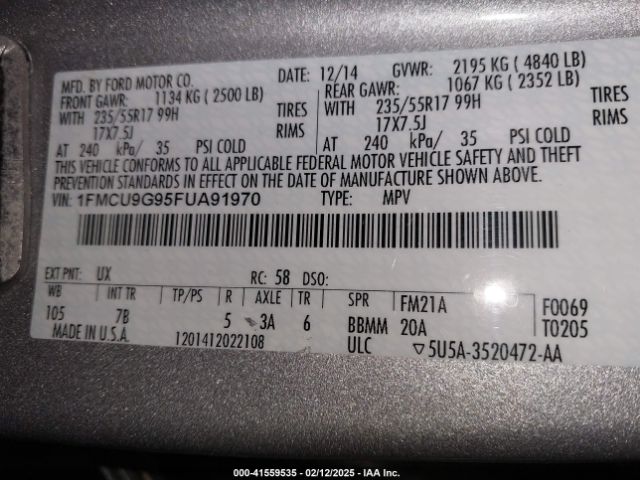 MFD. BY FORD MOTOR CO.
DATE: 12/14 GVWR: 2195 KG ( 4840 LB)
FRONT GAWR: 1134 KG ( 2500 LB)
REAR GAWR: 1067 KG ( 2352 LB)
WITH 235/55R17 99H TIRES
WITH 235/55R17 99H TIRES
17X7.5J RIMS
17X7.5J RIMS
AT 240 kPa/ 35 PSI COLD
AT 240 kPa/ 35 PSI COLD
THIS VEHICLE CONFORMS TO ALL APPLICABLE FEDERAL MOTOR VEHICLE SAFETY AND THEFT
PREVENTION STANDARDS IN EFFECT ON THE DATE OF MANUFACTURE SHOWN ABOVE.
VIN: 1FMCU9G95FUA91970 TYPE: MPV
EXT PNT: UX RC: 58 DSO:
WB INT TR TP/PS R AXLE TR SPR FM21A F0069
105 7B 5 3A 6 BBMM 20A T0205
MADE IN U.S.A. 1201412022108 ULC ▽5U5A-3520472-AA
000-41559535 - 02/12/2025 - IAA Inc.